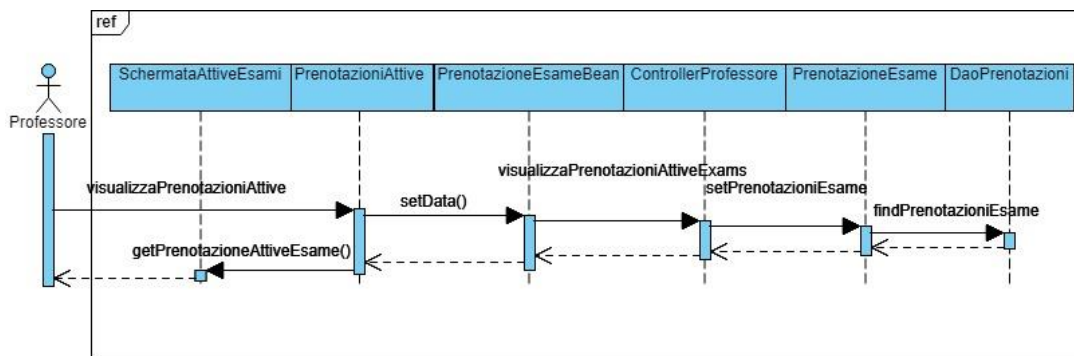 ref
SchermataAttiveEsami
PrenotazioniAttive
PrenotazioneEsameBean
ControllerProfessore
PrenotazioneEsame
DaoPrenotazioni
Professore
visualizzaPrenotazioniAttive
setData()
visualizzaPrenotazioniAttiveExams
setPrenotazioniEsame
findPrenotazioniEsame
getPrenotazioneAttiveEsame()